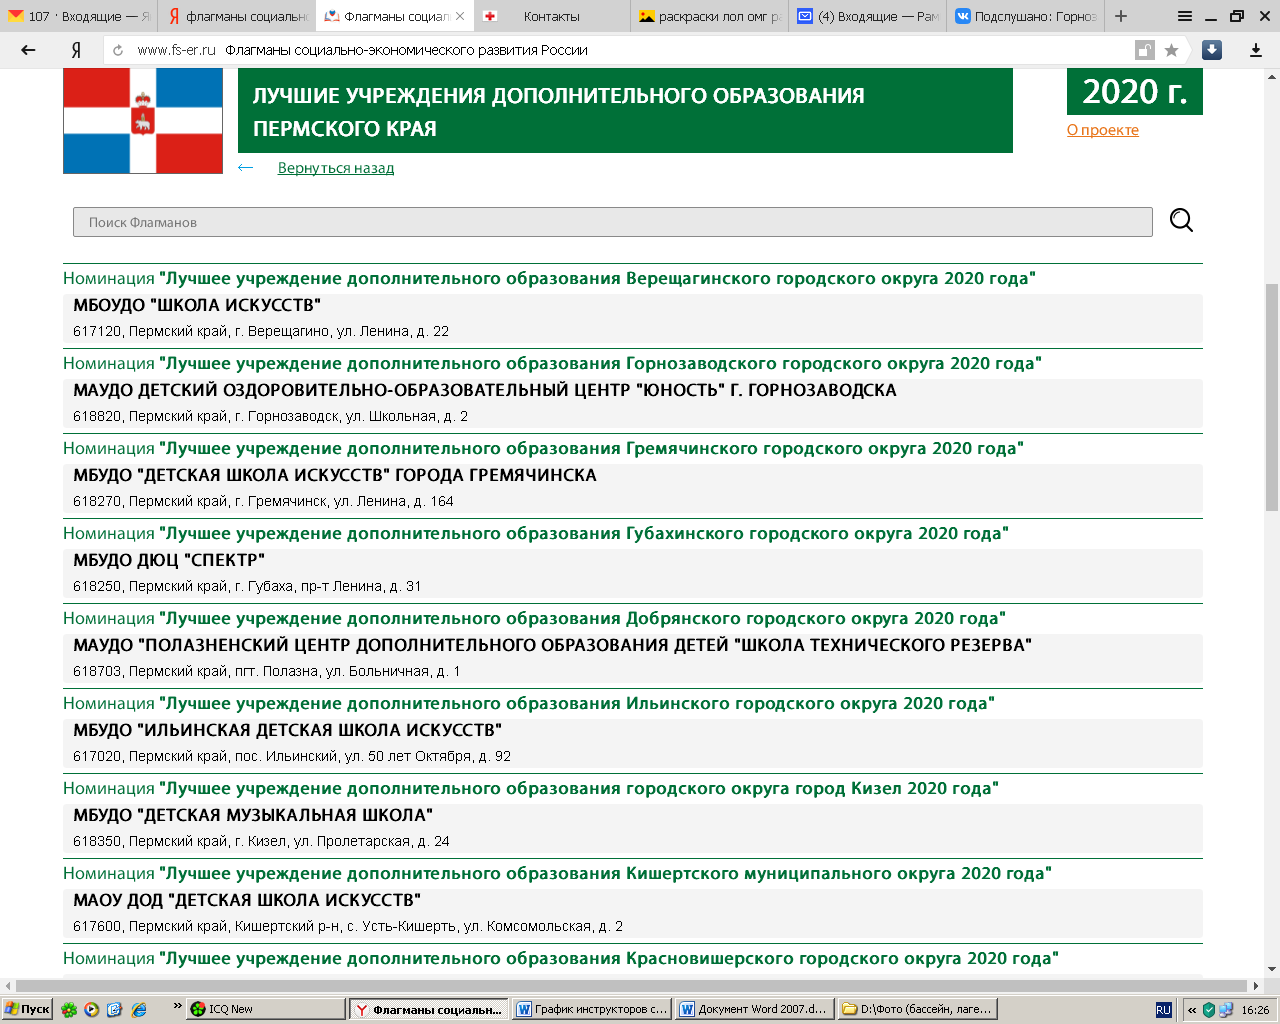 107 · Входящие — Я
флагманы социальн
Флагманы социал
Контакты
раскраски лол омг р
(4) Входящие — Рам
Подслушано: Горноз
www.fs-er.ru Флагманы социально-экономического развития России
ЛУЧШИЕ УЧРЕЖДЕНИЯ ДОПОЛНИТЕЛЬНОГО ОБРАЗОВАНИЯ
ПЕРМСКОГО КРАЯ
2020 г.
О проекте
← Вернуться назад
Поиск Флагманов
Номинация "Лучшее учреждение дополнительного образования Верещагинского городского округа 2020 года"
МБОУДО "ШКОЛА ИСКУССТВ"
617120, Пермский край, г. Верещагино, ул. Ленина, д. 22
Номинация "Лучшее учреждение дополнительного образования Горнозаводского городского округа 2020 года"
МАУДО ДЕТСКИЙ ОЗДОРОВИТЕЛЬНО-ОБРАЗОВАТЕЛЬНЫЙ ЦЕНТР "ЮНОСТЬ" Г. ГОРНОЗАВОДСКА
618820, Пермский край, г. Горнозаводск, ул. Школьная, д. 2
Номинация "Лучшее учреждение дополнительного образования Гремячинского городского округа 2020 года"
МБУДО "ДЕТСКАЯ ШКОЛА ИСКУССТВ" ГОРОДА ГРЕМЯЧИНСКА
618270, Пермский край, г. Гремячинск, ул. Ленина, д. 164
Номинация "Лучшее учреждение дополнительного образования Губахинского городского округа 2020 года"
МБУДО ДЮЦ "СПЕКТР"
618250, Пермский край, г. Губаха, пр-т Ленина, д. 31
Номинация "Лучшее учреждение дополнительного образования Добрянского городского округа 2020 года"
МАУДО "ПОЛАЗНЕНСКИЙ ЦЕНТР ДОПОЛНИТЕЛЬНОГО ОБРАЗОВАНИЯ ДЕТЕЙ "ШКОЛА ТЕХНИЧЕСКОГО РЕЗЕРВА"
618703, Пермский край, пгт. Полазна, ул. Больничная, д. 1
Номинация "Лучшее учреждение дополнительного образования Ильинского городского округа 2020 года"
МБУДО "ИЛЬИНСКАЯ ДЕТСКАЯ ШКОЛА ИСКУССТВ"
617020, Пермский край, пос. Ильинский, ул. 50 лет Октября, д. 92
Номинация "Лучшее учреждение дополнительного образования городского округа город Кизел 2020 года"
МБУДО "ДЕТСКАЯ МУЗЫКАЛЬНАЯ ШКОЛА"
618350, Пермский край, г. Кизел, ул. Пролетарская, д. 24
Номинация "Лучшее учреждение дополнительного образования Кишертского муниципального округа 2020 года"
МАОУ ДОД "ДЕТСКАЯ ШКОЛА ИСКУССТВ"
617600, Пермский край, Кишертский р-н, с. Усть-Кишерть, ул. Комсомольская, д. 2
Номинация "Лучшее учреждение дополнительного образования Красновишерского городского округа 2020 года"
Пуск
ICQ New
Флагманы социальн...
График инструкторов с...
Документ Word 2007.d...
D:\Фото (бассейн, лаге...
RU
16:26